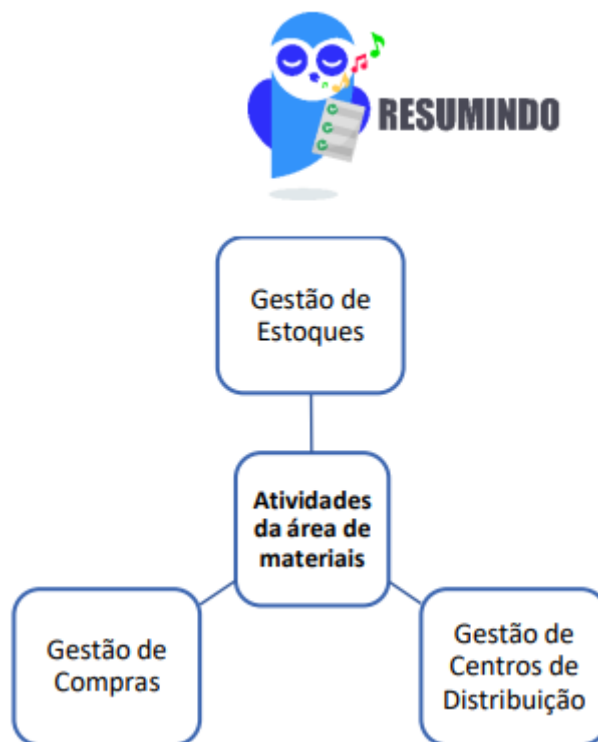 RESUMINDO
Gestão de
Estoques
Atividades
da área de
materiais
Gestão de
Compras
Gestão de
Centros de
Distribuição